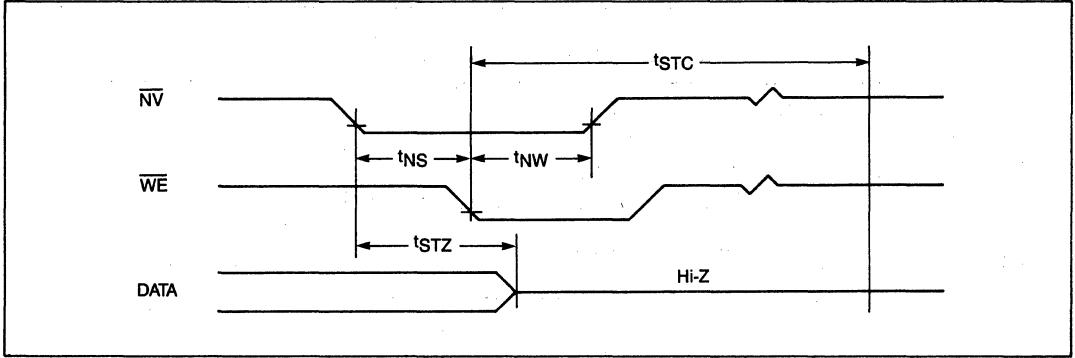 tSTC
NV
tNS
tNW
WE
tSTZ
DATA
Hi-Z